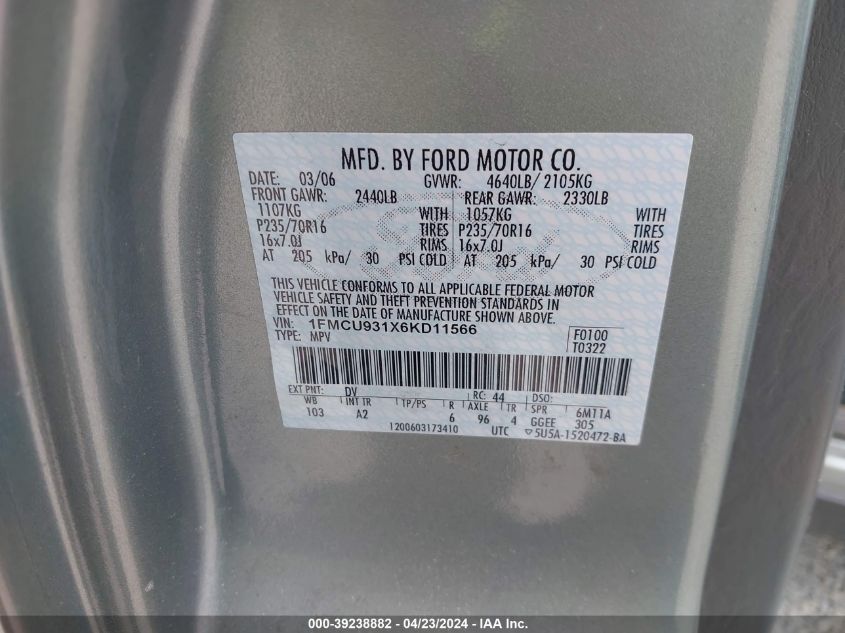 MFD. BY FORD MOTOR CO.
DATE: 03/06 GVWR: 4640LB/ 2105KG
FRONT GAWR: 2440LB REAR GAWR: 2330LB
1107KG WITH 1057KG WITH
P235/70R16 TIRES P235/70R16 TIRES
16x7.0J RIMS 16x7.0J RIMS
AT 205 kPa/ 30 PSI COLD AT 205 kPa/ 30 PSI COLD
THIS VEHICLE CONFORMS TO ALL APPLICABLE FEDERAL MOTOR
VEHICLE SAFETY AND THEFT PREVENTION STANDARDS IN
EFFECT ON THE DATE OF MANUFACTURE SHOWN ABOVE.
VIN: 1FMCU931X6KD11566 F0100
TYPE: MPV T0322
EXT PNT: DV RC: 44 DSO:
WB INT TR TP/PS R AXLE TR SPR 6M11A
103 A2 6 96 4 GGEE 305
1200603173410 UTC ▽5U5A-1520472-BA
000-39238882 - 04/23/2024 - IAA, Inc.